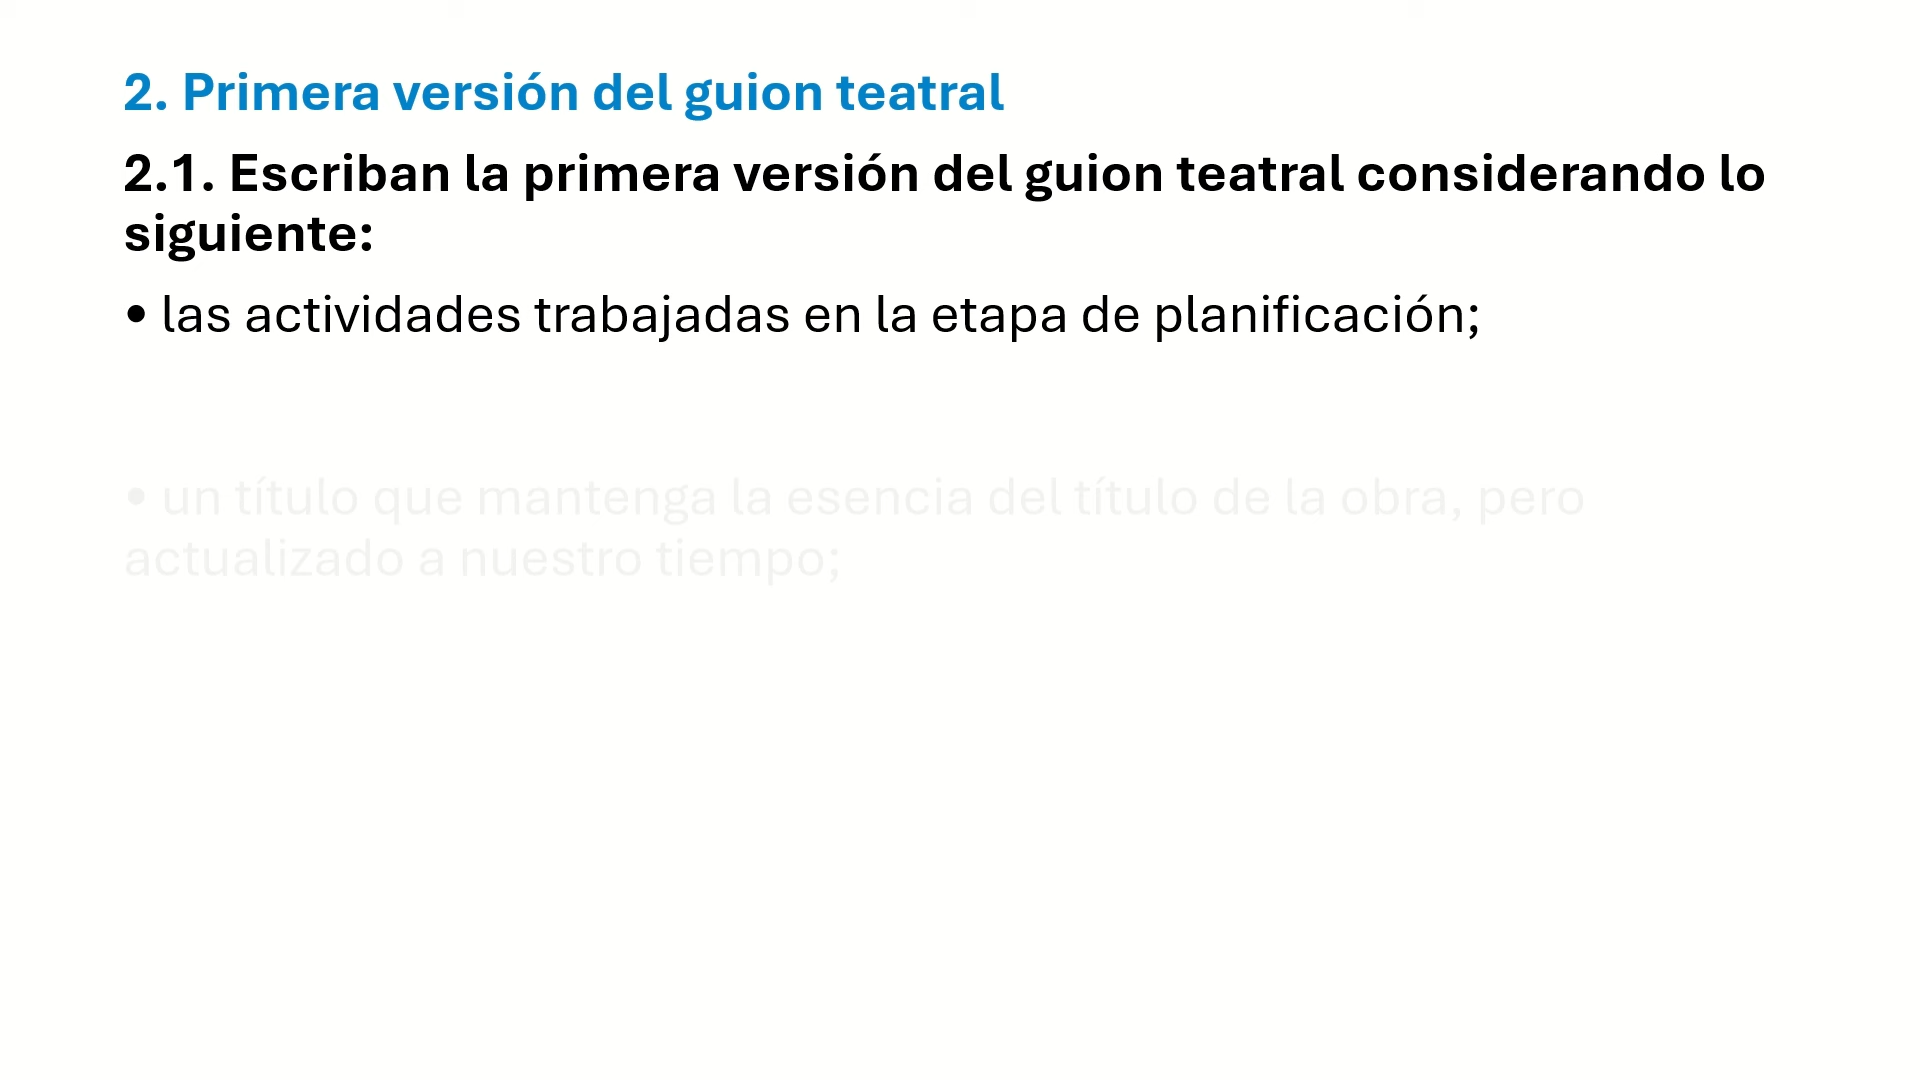 2. Primera versión del guion teatral
2.1. Escriban la primera versión del guion teatral considerando lo
siguiente:
• las actividades trabajadas en la etapa de planificación;
• un título que mantenga la esencia del título de la obra, pero
actualizado a nuestro tiempo;